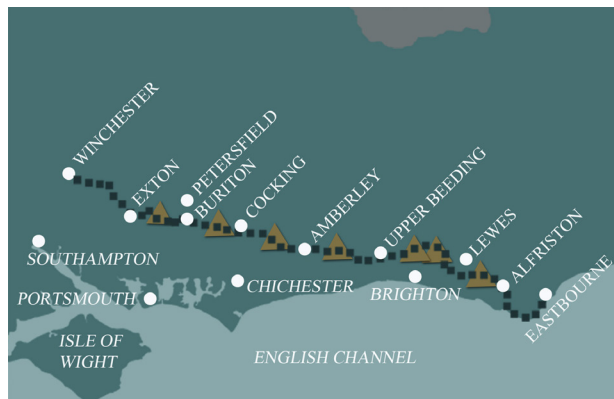 WINCHESTER
EXTON
PETERSFIELD
BURITON
COCKING
AMBERLEY
UPPER BEEDING
LEWES
ALFRISTON
EASTBOURNE
SOUTHAMPTON
PORTSMOUTH
CHICHESTER
BRIGHTON
ISLE OF
WIGHT
ENGLISH CHANNEL